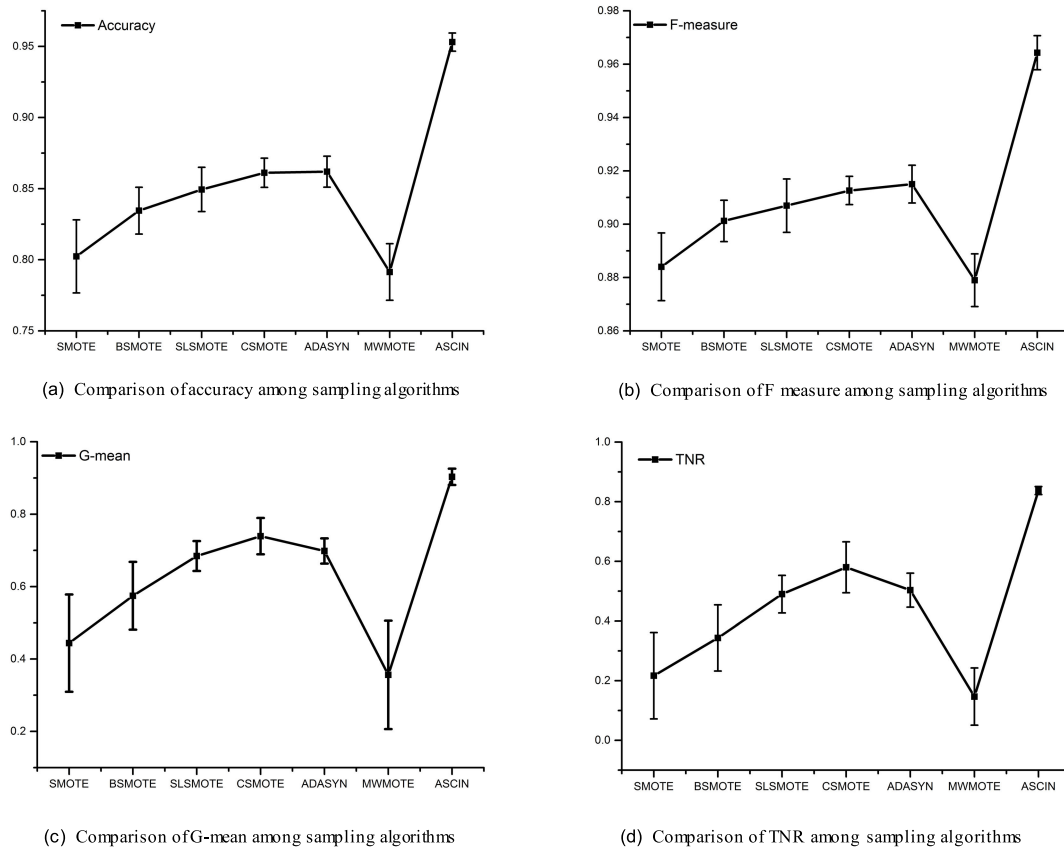 Accuracy
0.95
0.90
0.85
0.80
0.75
SMOTE BSMOTE SLSMOTE CSMOTE ADASYN MWMOTE ASCIN
(a) Comparison of accuracy among sampling algorithms
F-measure
0.98
0.96
0.94
0.92
0.90
0.88
0.86
SMOTE BSMOTE SLSMOTE CSMOTE ADASYN MWMOTE ASCIN
(b) Comparison of F measure among sampling algorithms
G-mean
1.0
0.8
0.6
0.4
0.2
SMOTE BSMOTE SLSMOTE CSMOTE ADASYN MWMOTE ASCIN
(c) Comparison of G-mean among sampling algorithms
TNR
1.0
0.8
0.6
0.4
0.2
0.0
SMOTE BSMOTE SLSMOTE CSMOTE ADASYN MWMOTE ASCIN
(d) Comparison of TNR among sampling algorithms